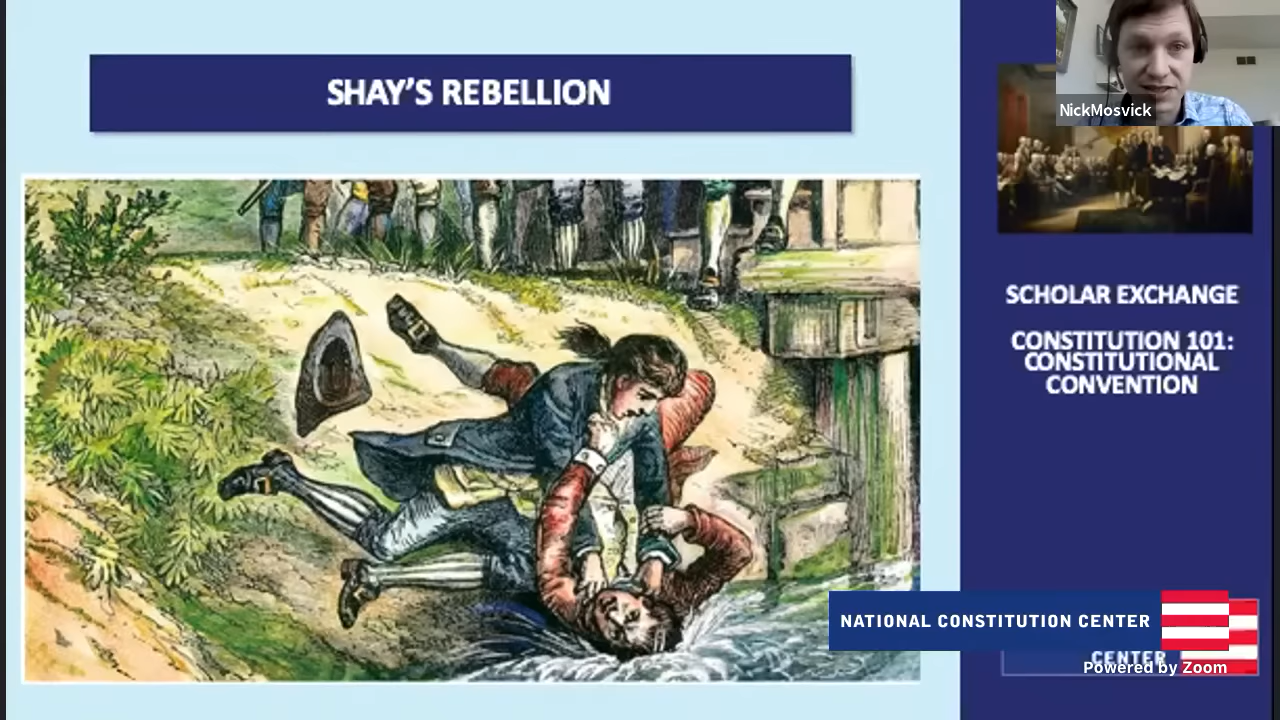 SHAY'S REBELLION
NickMosvick
SCHOLAR EXCHANGE
CONSTITUTION 101:
CONSTITUTIONAL
CONVENTION
NATIONAL CONSTITUTION CENTER
CENTER
Powered by Zoom